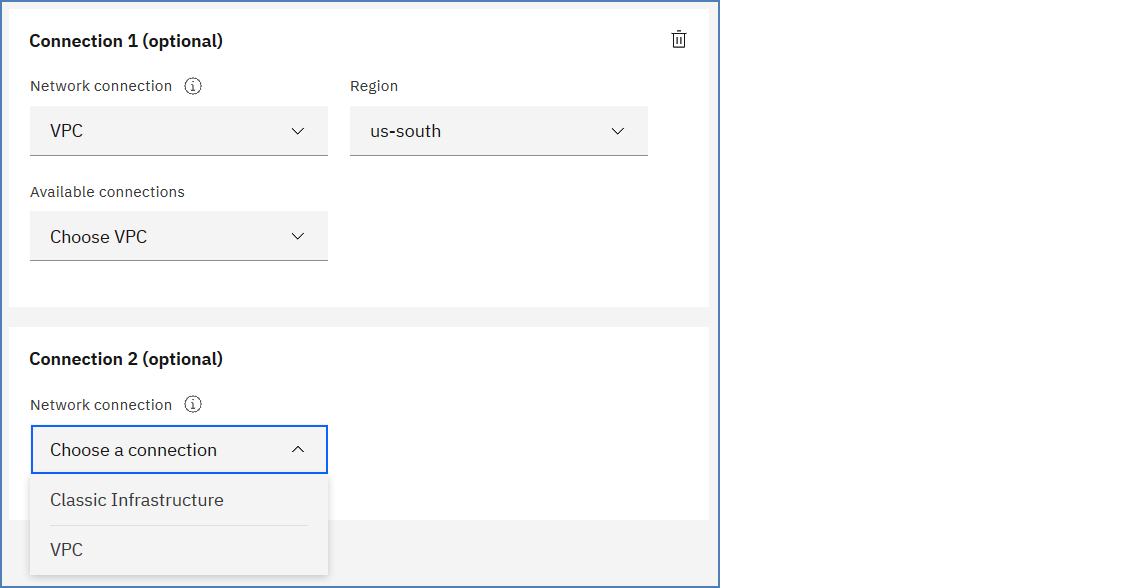 Connection 1 (optional)
Network connection
Region
VPC
us-south
Available connections
Choose VPC
Connection 2 (optional)
Network connection
Choose a connection
Classic Infrastructure
VPC